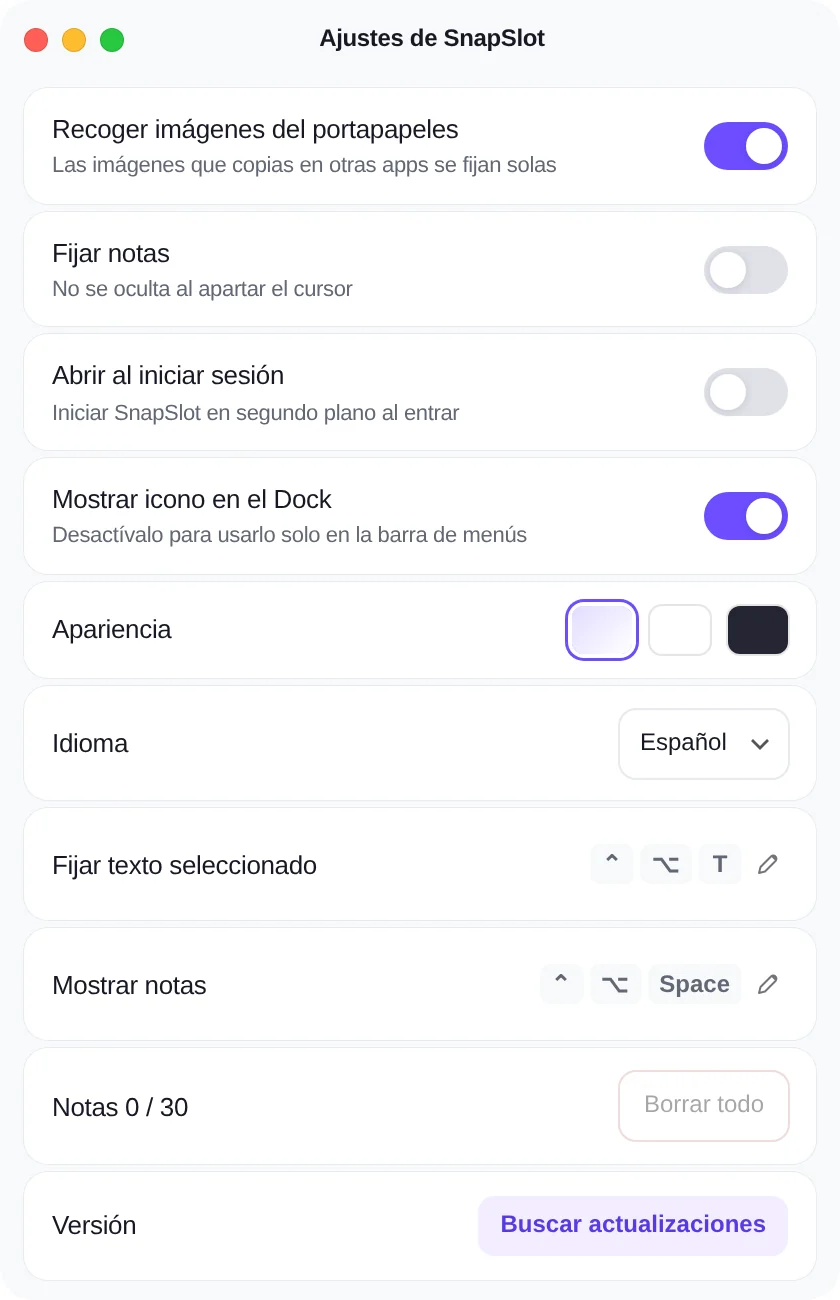 Ajustes de SnapSlot
Recoger imágenes del portapapeles
Las imágenes que copias en otras apps se fijan solas
Fijar notas
No se oculta al apartar el cursor
Abrir al iniciar sesión
Iniciar SnapSlot en segundo plano al entrar
Mostrar icono en el Dock
Desactívalo para usarlo solo en la barra de menús
Apariencia
Idioma
Español
Fijar texto seleccionado
⌃ ⌥ T
Mostrar notas
⌃ ⌥ Space
Notas 0 / 30
Borrar todo
Versión
Buscar actualizaciones